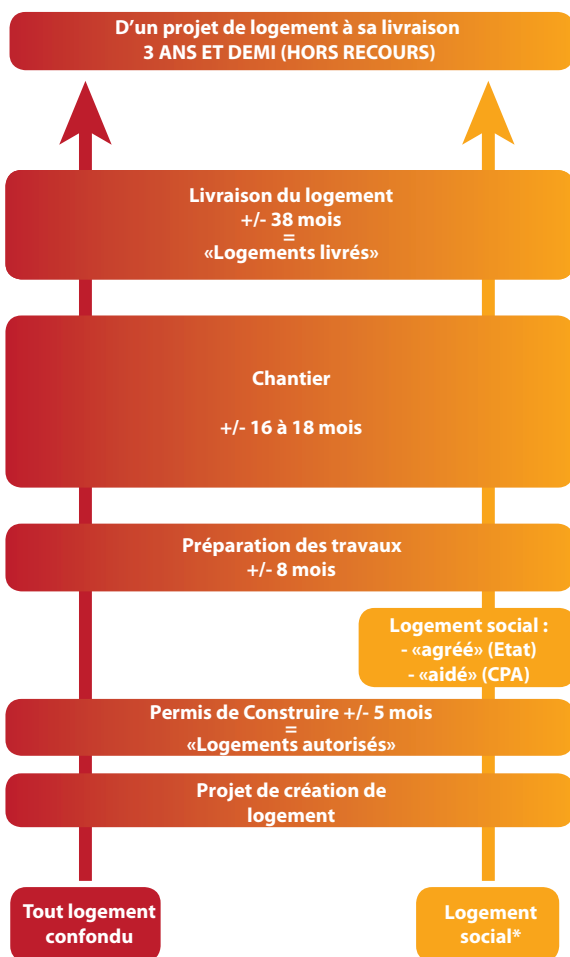 D’un projet de logement à sa livraison
3 ANS ET DEMI (HORS RECOURS)
Livraison du logement
+/- 38 mois
=
«Logements livrés»
Chantier
+/- 16 à 18 mois
Préparation des travaux
+/- 8 mois
Logement social :
- «agréé» (Etat)
- «aidé» (CPA)
Permis de Construire +/- 5 mois
=
«Logements autorisés»
Projet de création de
logement
Tout logement
confondu
Logement
social*